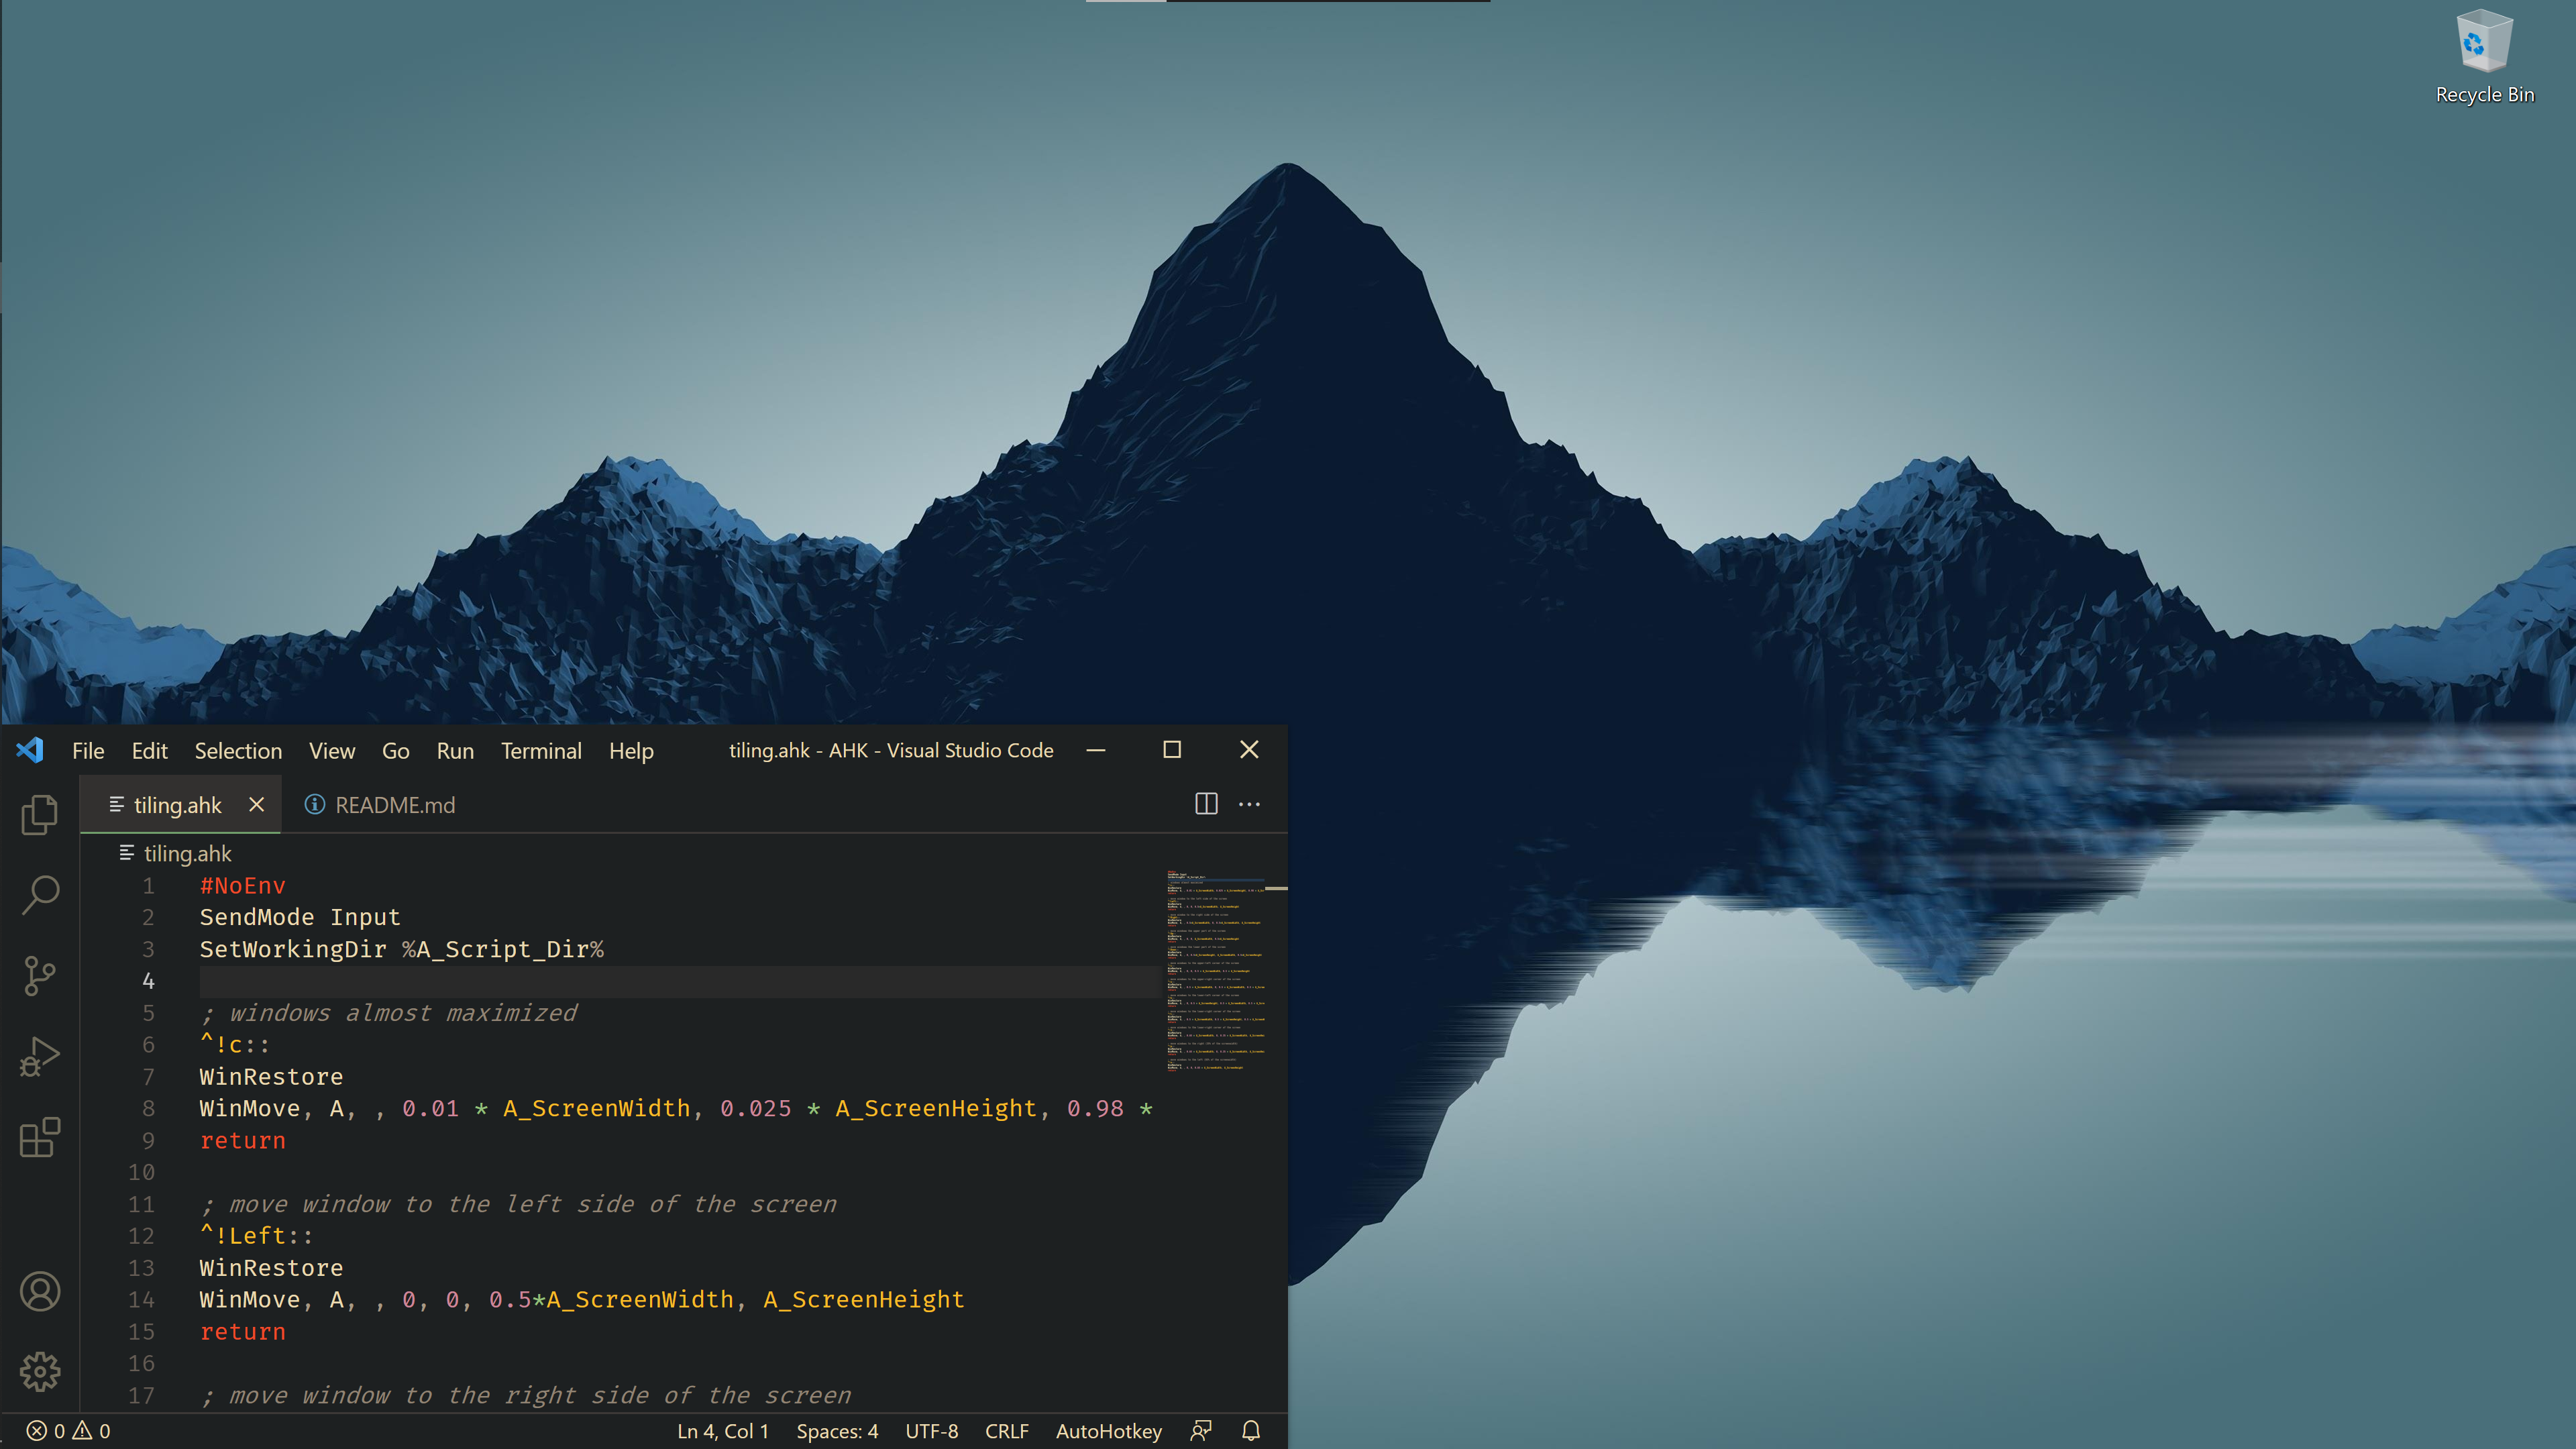 Recycle Bin
File Edit Selection View Go Run Terminal Help tiling.ahk - AHK - Visual Studio Code
tiling.ahk README.md
tiling.ahk
1 #NoEnv
2 SendMode Input
3 SetWorkingDir %A_Script_Dir%
4
5 ; windows almost maximized
6 ^!c::
7 WinRestore
8 WinMove, A, , 0.01 * A_ScreenWidth, 0.025 * A_ScreenHeight, 0.98 *
9 return
10
11 ; move window to the left side of the screen
12 ^!Left::
13 WinRestore
14 WinMove, A, , 0, 0, 0.5*A_ScreenWidth, A_ScreenHeight
15 return
16
17 ; move window to the right side of the screen
0 0 Ln 4, Col 1 Spaces: 4 UTF-8 CRLF AutoHotkey